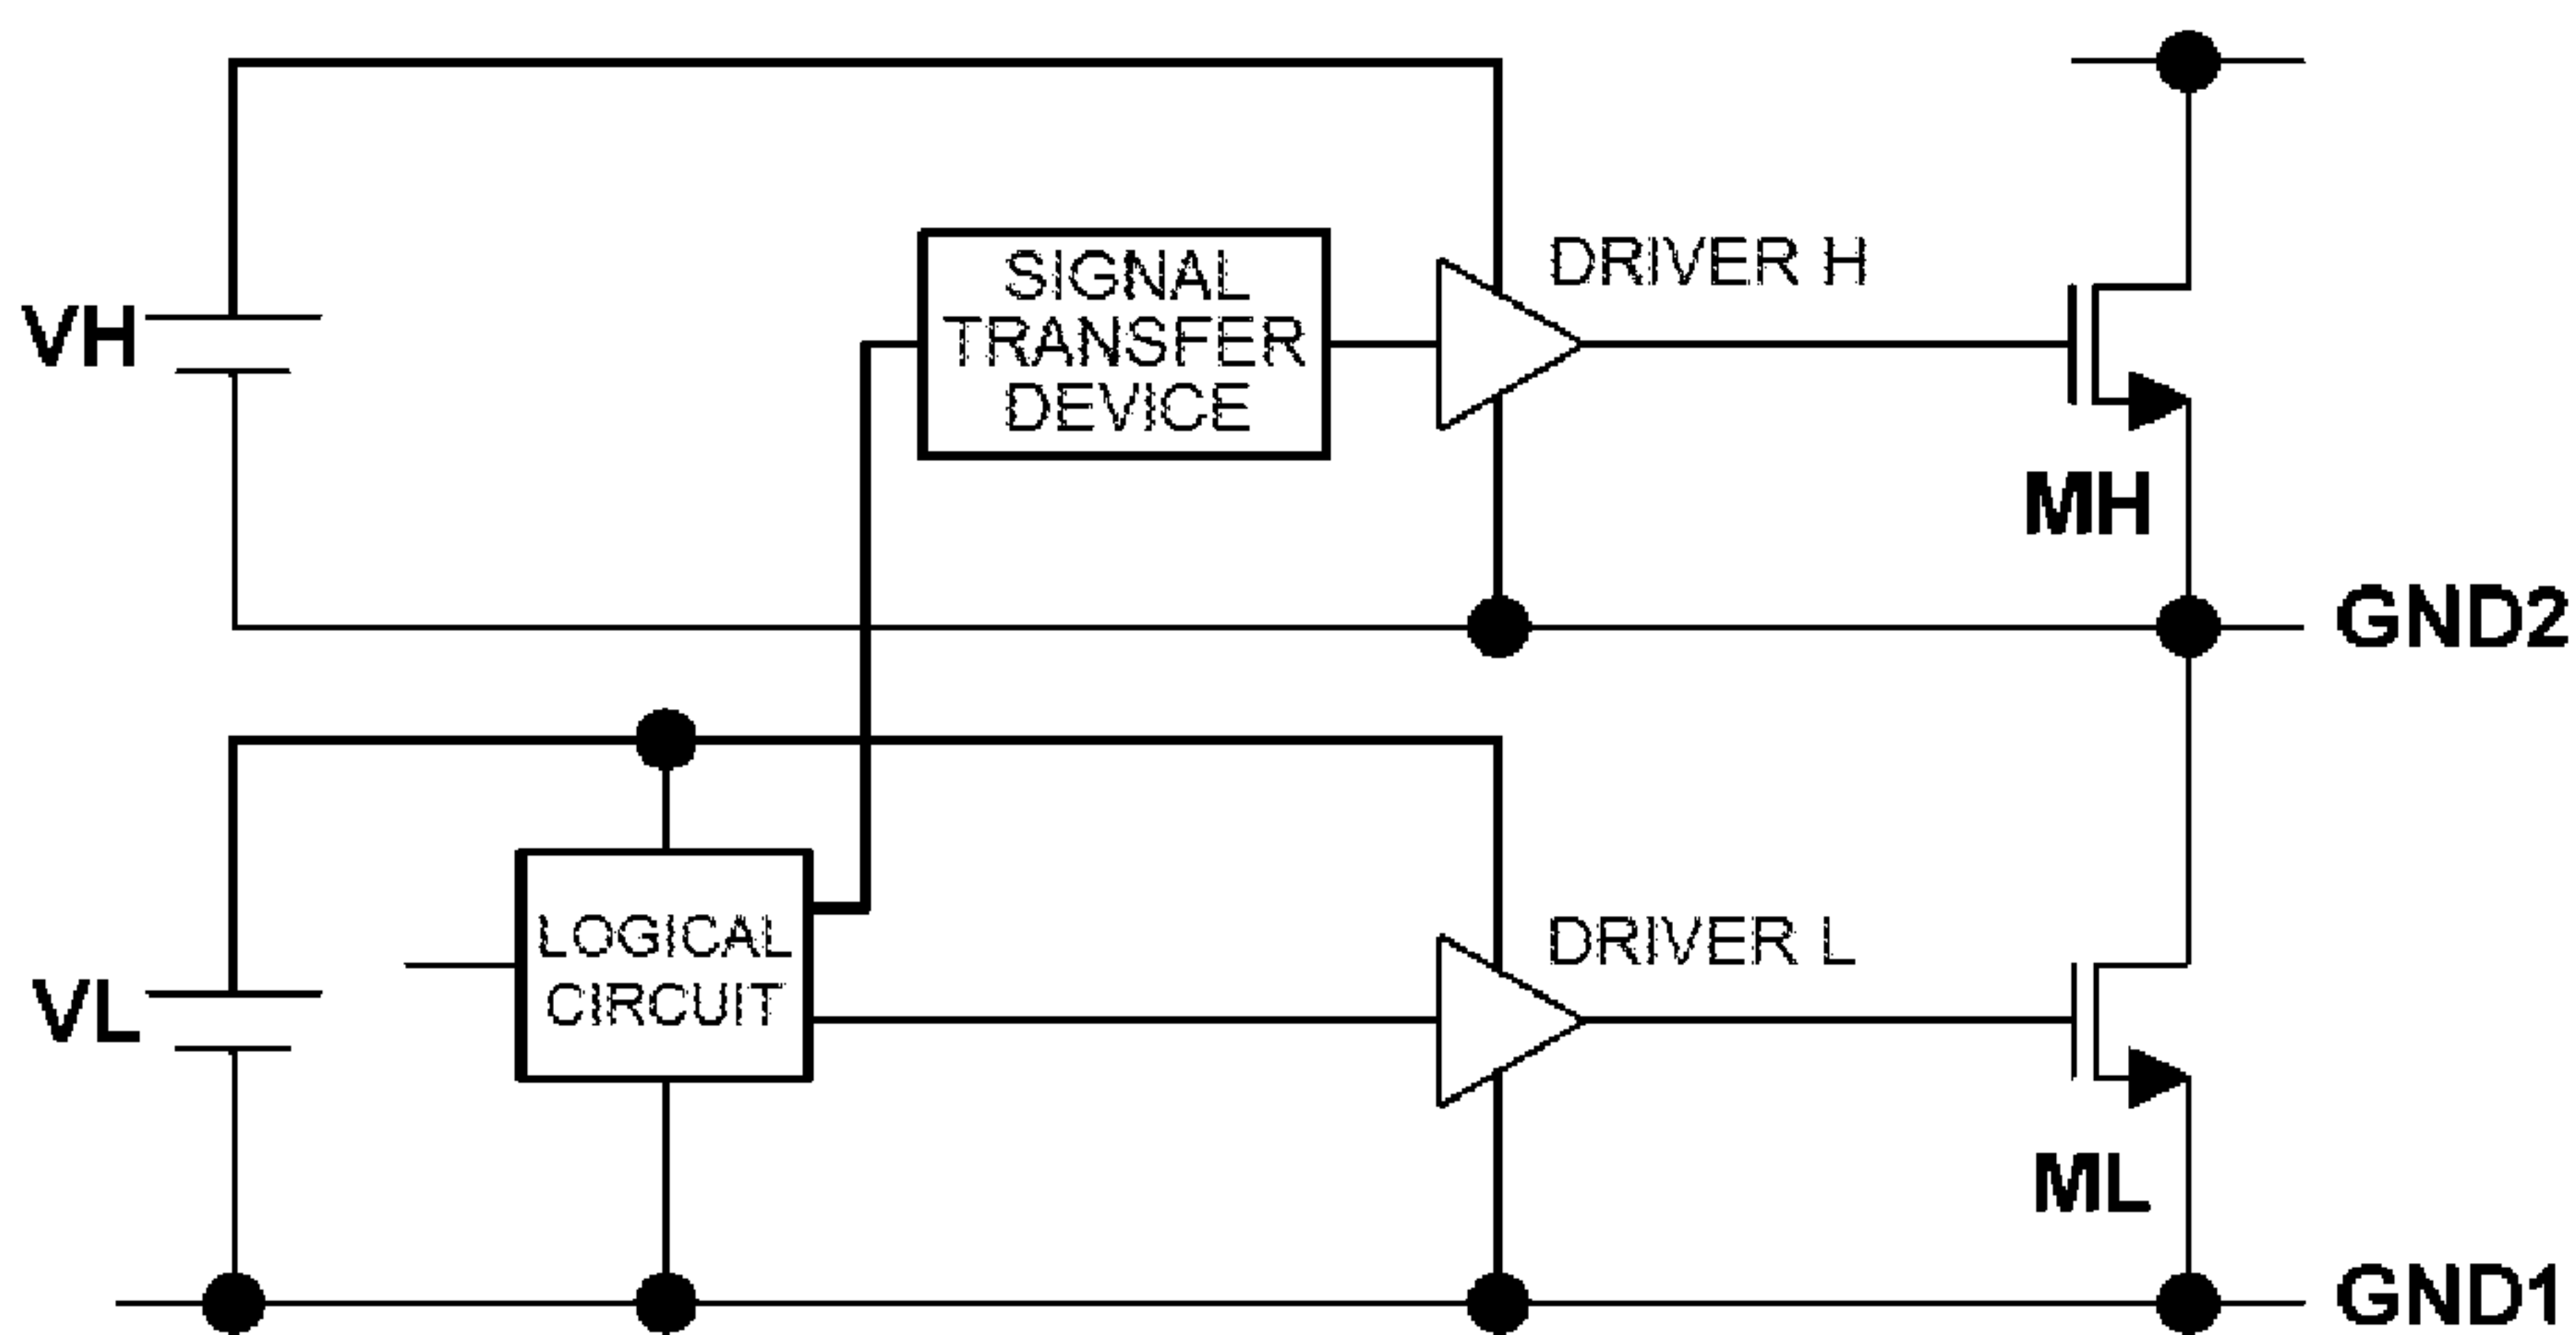 SIGNAL
TRANSFER
DEVICE
DRIVER H
VH
MH
GND2
LOGICAL
CIRCUIT
DRIVER L
VL
ML
GND1